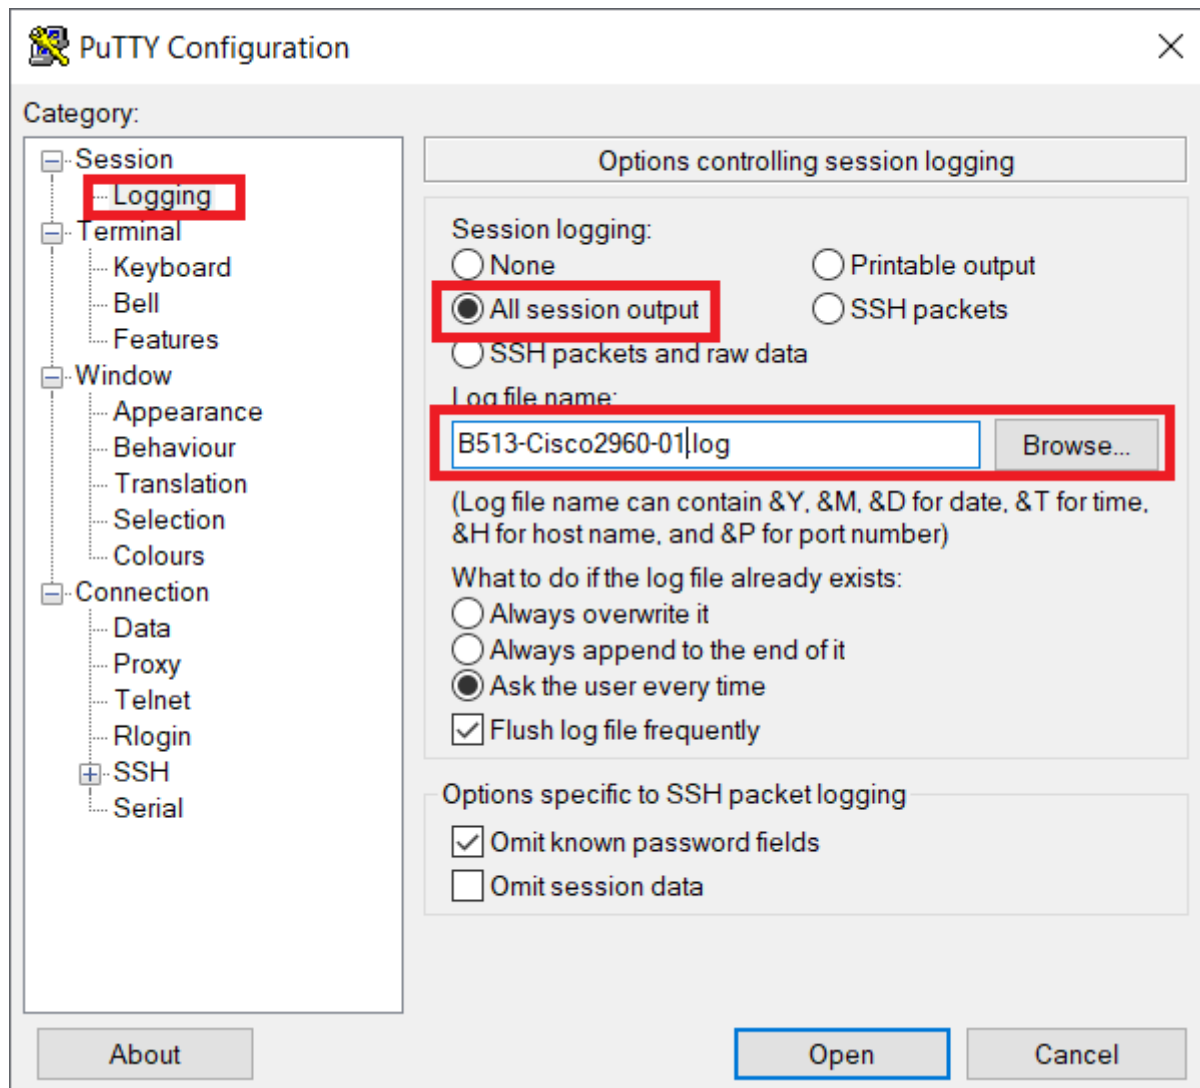 PuTTY Configuration
Category:
Session
Logging
Terminal
Keyboard
Bell
Features
Window
Appearance
Behaviour
Translation
Selection
Colours
Connection
Data
Proxy
Telnet
Rlogin
SSH
Serial
Options controlling session logging
Session logging:
None
Printable output
All session output
SSH packets
SSH packets and raw data
Log file name:
B513-Cisco2960-01.log
Browse...
(Log file name can contain &Y, &M, &D for date, &T for time,
&H for host name, and &P for port number)
What to do if the log file already exists:
Always overwrite it
Always append to the end of it
Ask the user every time
Flush log file frequently
Options specific to SSH packet logging
Omit known password fields
Omit session data
About
Open
Cancel